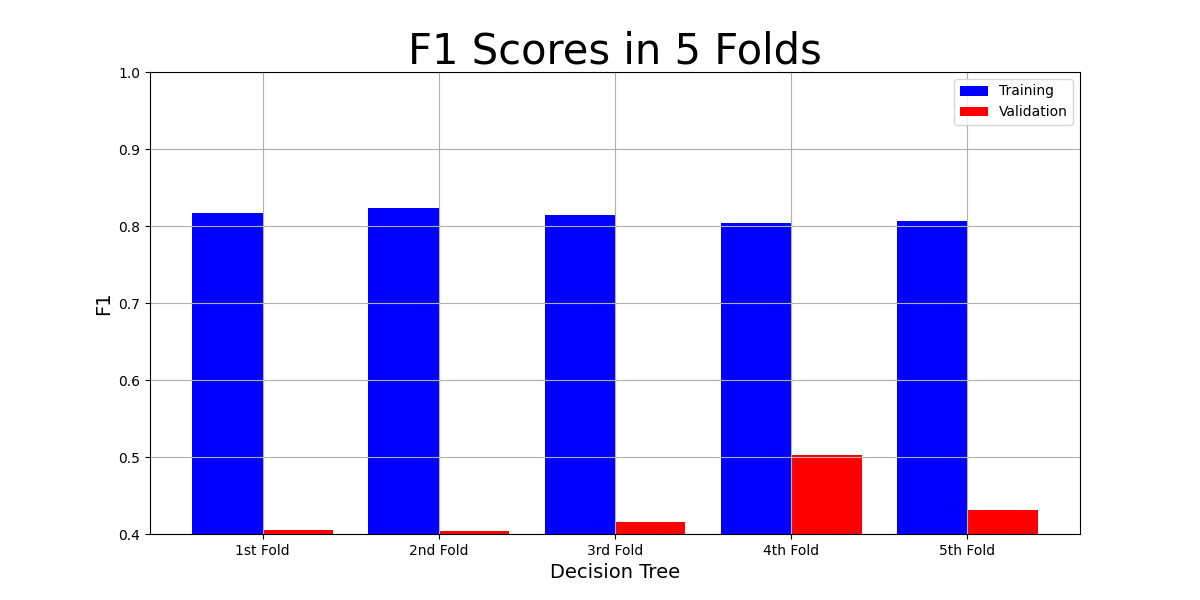 F1 Scores in 5 Folds
Training
Validation
1.0
0.9
0.8
0.7
0.6
0.5
0.4
F1
1st Fold
2nd Fold
3rd Fold
4th Fold
5th Fold
Decision Tree